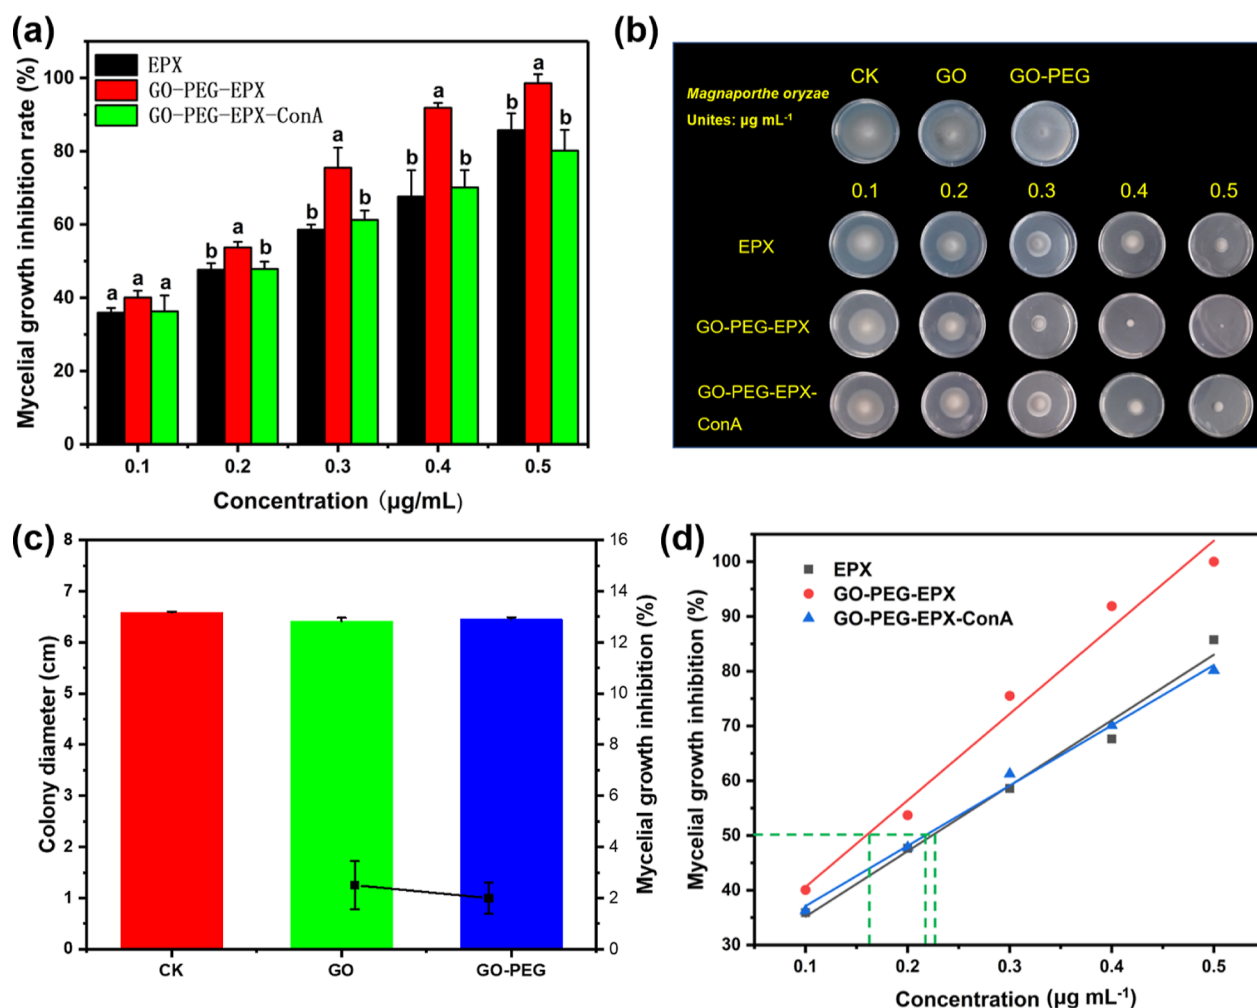 (a)
Mycelial growth inhibition rate (%)
100
80
60
40
20
0
EPX
GO-PEG-EPX
GO-PEG-EPX-ConA
a a a
b a b
b a b
b a b
b a b
0.1 0.2 0.3 0.4 0.5
Concentration (μg/mL)
(b)
CK GO GO-PEG
Magnaporthe oryzae
Unites: μg mL-1
0.1 0.2 0.3 0.4 0.5
EPX
GO-PEG-EPX
GO-PEG-EPX-
ConA
(c)
Colony diameter (cm)
8
7
6
5
4
3
2
1
0
CK GO GO-PEG
16
14
12
10
8
6
4
2
0
Mycelial growth inhibition (%)
(d)
Mycelial growth inhibition (%)
100
90
80
70
60
50
40
30
EPX
GO-PEG-EPX
GO-PEG-EPX-ConA
0.1 0.2 0.3 0.4 0.5
Concentration (μg mL-1)